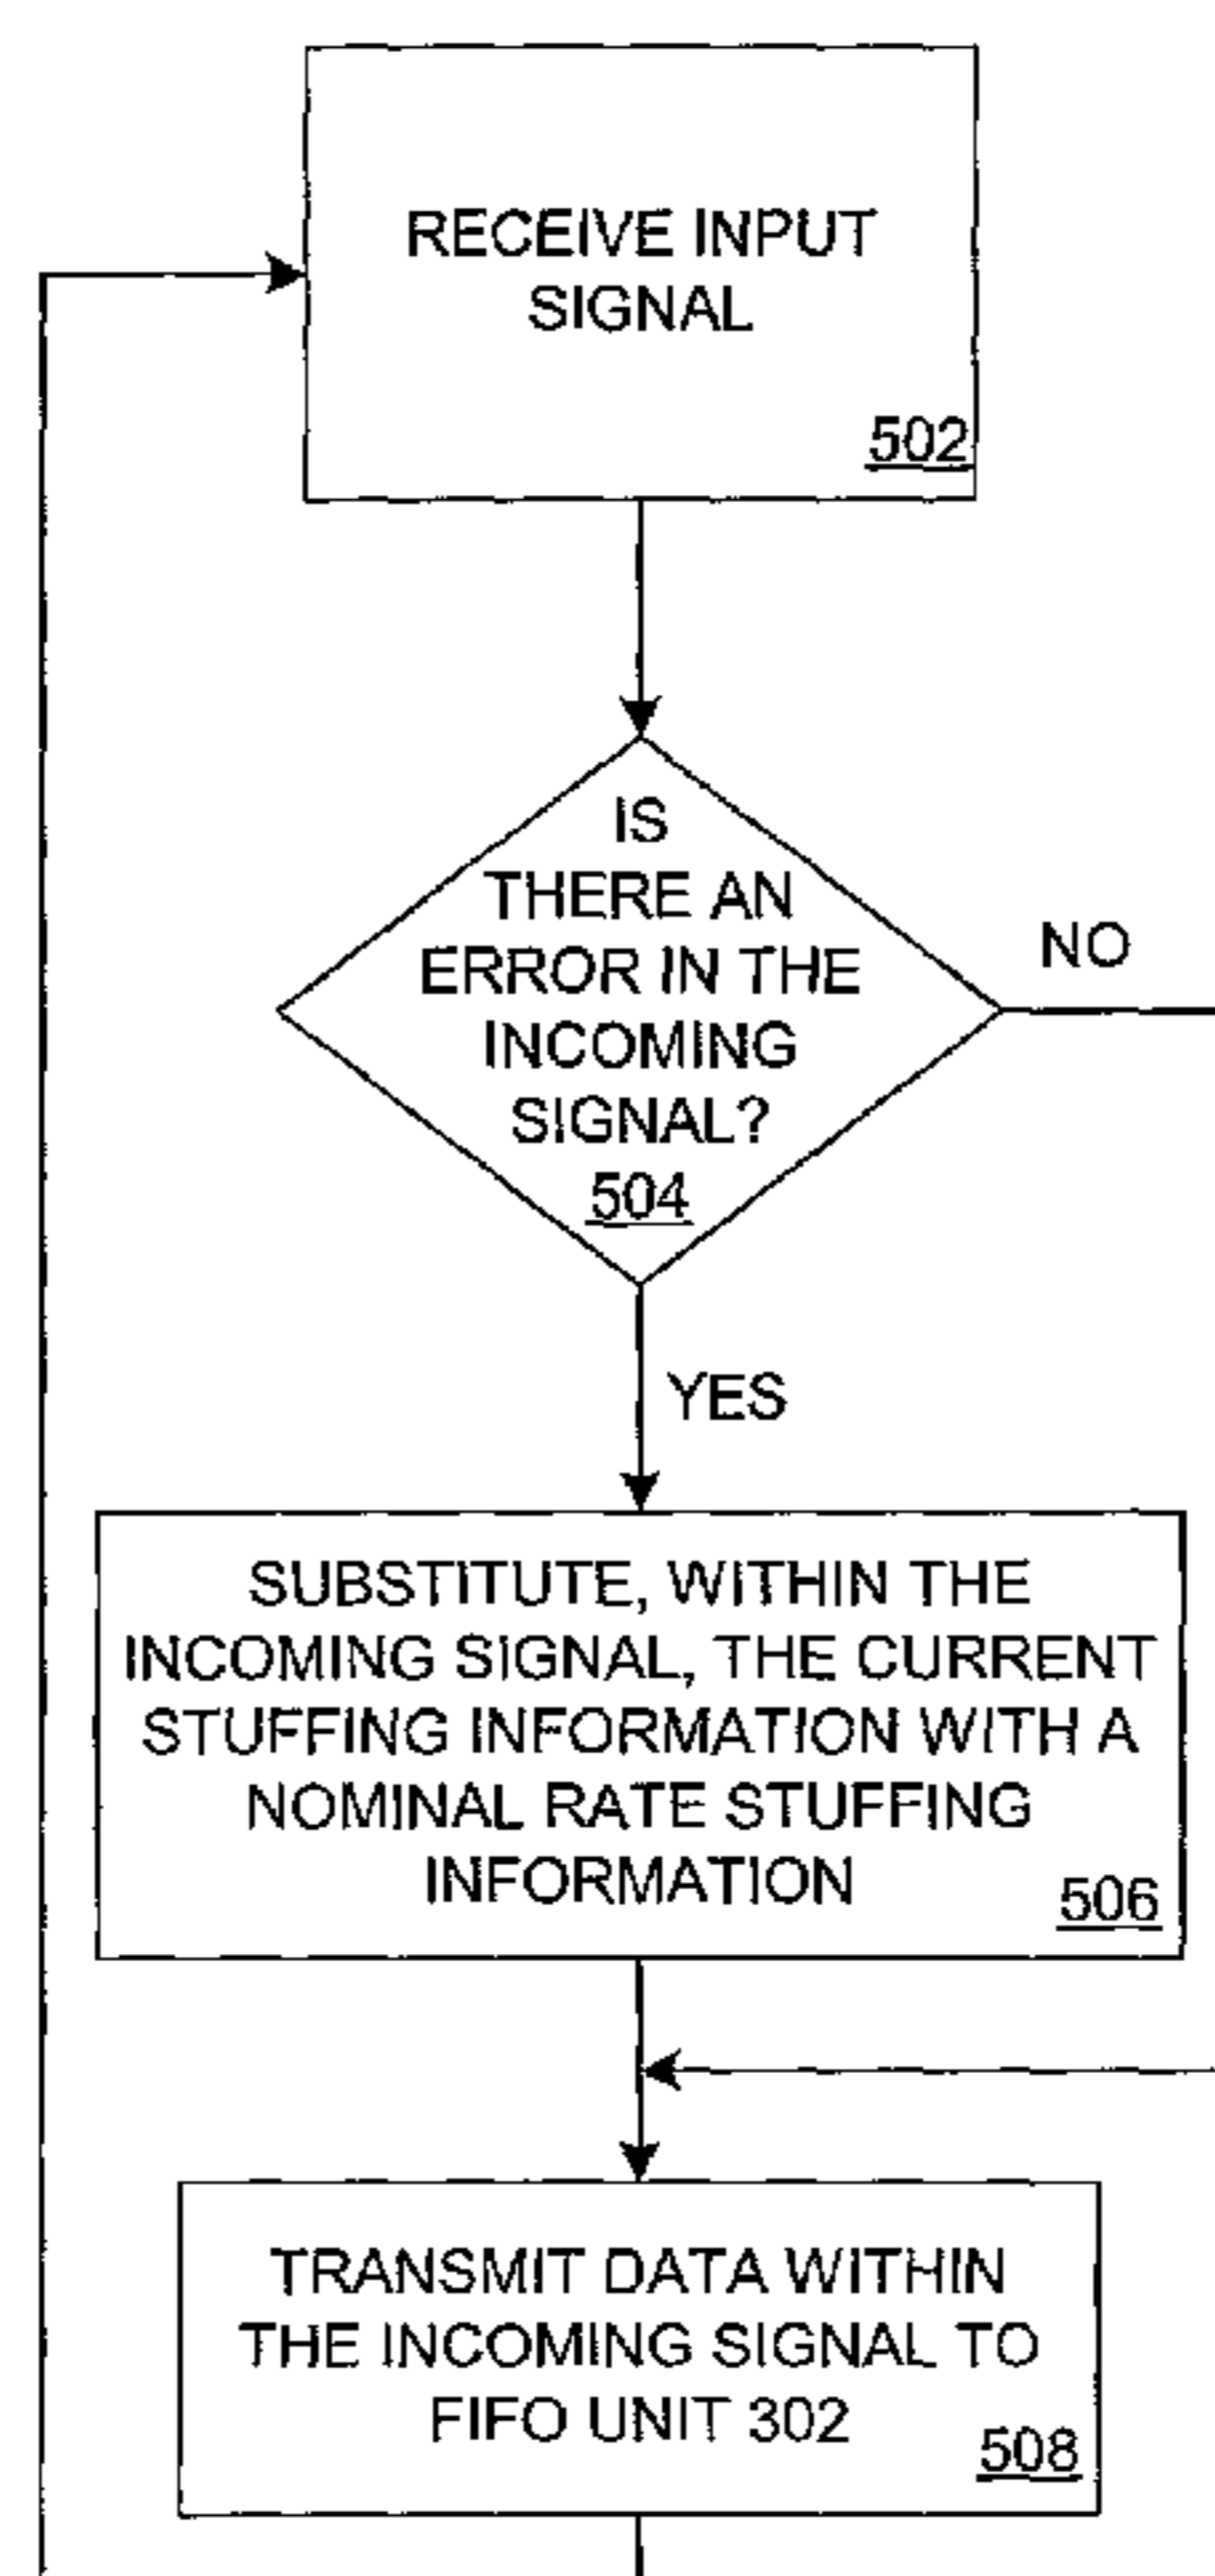 RECEIVE INPUT
SIGNAL
502
IS
THERE AN
ERROR IN THE
INCOMING
SIGNAL?
504
NO
YES
SUBSTITUTE, WITHIN THE
INCOMING SIGNAL, THE CURRENT
STUFFING INFORMATION WITH A
NOMINAL RATE STUFFING
INFORMATION
506
TRANSMIT DATA WITHIN
THE INCOMING SIGNAL TO
FIFO UNIT 302
508